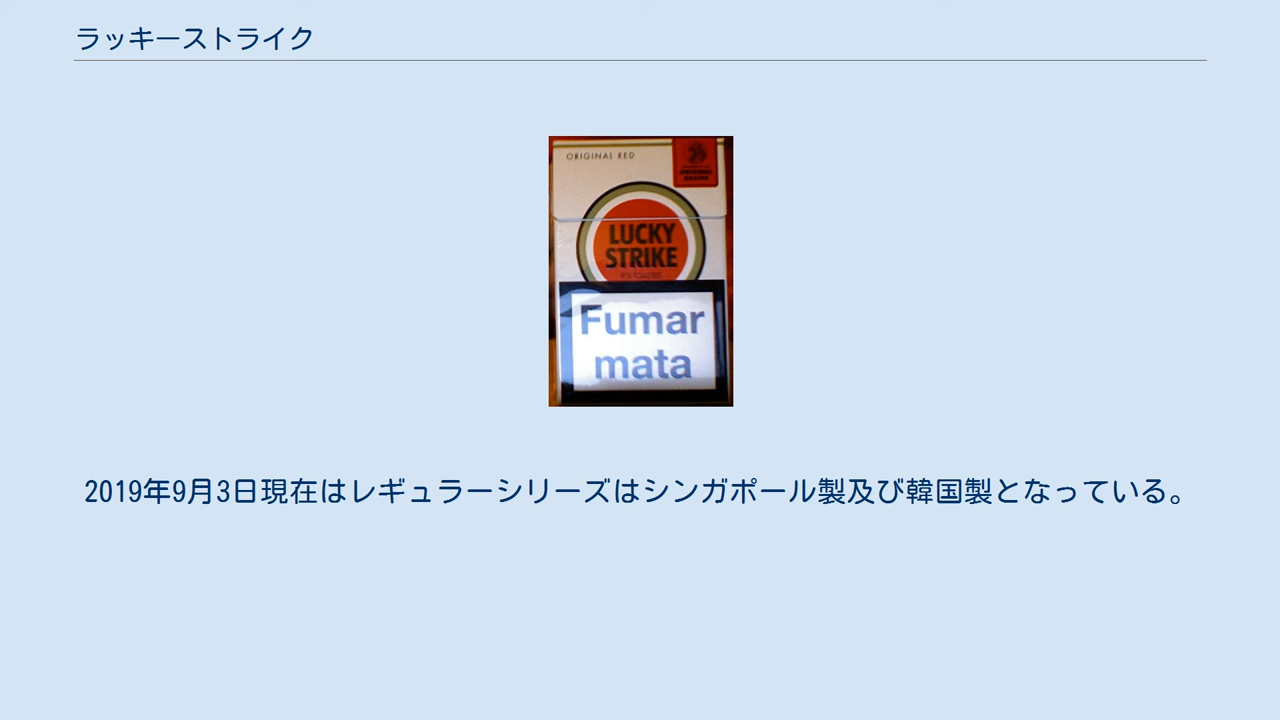 ラッキーストライク
ORIGINAL RED
LUCKY
STRIKE
IT'S TOASTED
Fumar
mata
2019年9月3日現在はレギュラーシリーズはシンガポール製及び韓国製となっている。